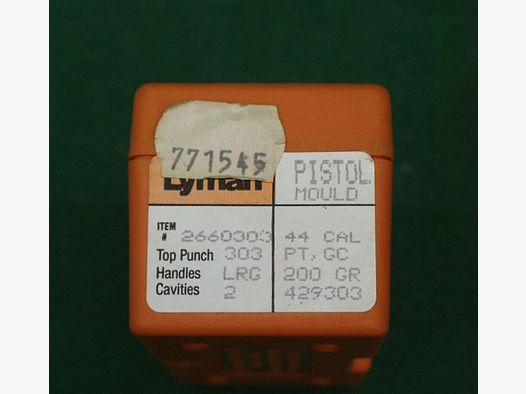 771545
Lyman
PISTOL
MOULD
ITEM # 2660303 44 CAL
Top Punch 303 PT, GC
Handles LRG 200 GR
Cavities 2 429303